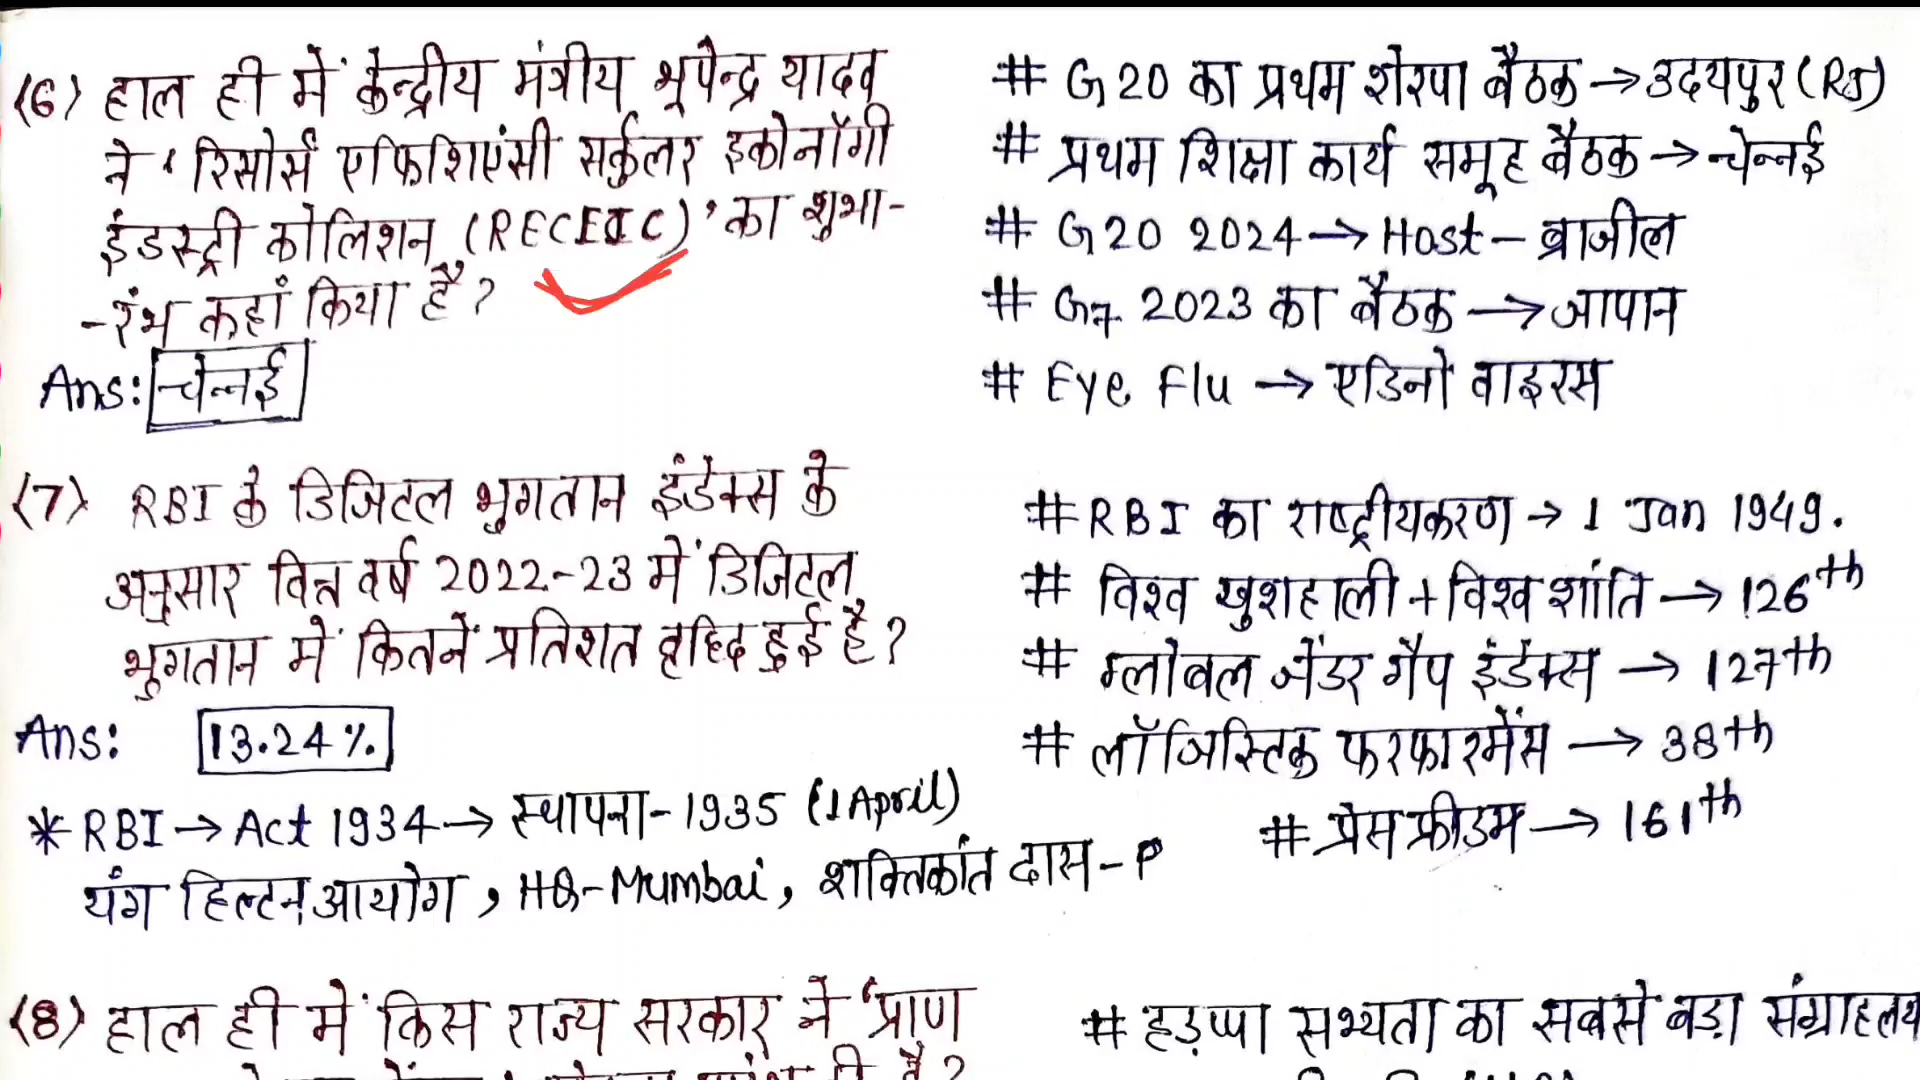 (6) हाल ही में केन्द्रीय मंत्रीय भूपेन्द्र यादव
ने 'रिसोर्स एफिशिएंसी सर्कुलर इकोनॉमी
इंडस्ट्री कोलिशन (RECEIC)' का शुभा-
-रंभ कहां किया है?
Ans: चेन्नई
# G20 का प्रथम शेरपा बैठक → उदयपुर (RJ)
# प्रथम शिक्षा कार्य समूह बैठक → चेन्नई
# G20 2024 → Host - ब्राजील
# G7 2023 का बैठक → जापान
# Eye Flu → एडिनो वाइरस
(7) RBI के डिजिटल भुगतान इंडेक्स के
अनुसार वित्त वर्ष 2022-23 में डिजिटल
भुगतान में कितनें प्रतिशत वृद्धि हुई है?
Ans: 13.24%.
* RBI → Act 1934 → स्थापना - 1935 (1 April)
यंग हिल्टन आयोग, HQ - Mumbai, शक्तिकांत दास - P
# RBI का राष्ट्रीयकरण → 1 Jan 1949.
# विश्व खुशहाली + विश्व शांति → 126th
# ग्लोबल जेंडर गैप इंडेक्स → 127th
# लॉजिस्टिक फरफारमेंस → 38th
# प्रेस फ्रीडम → 161th
(8) हाल ही में किस राज्य सरकार ने 'प्राण
# हड़प्पा सभ्यता का सबसे बड़ा संग्राहलय